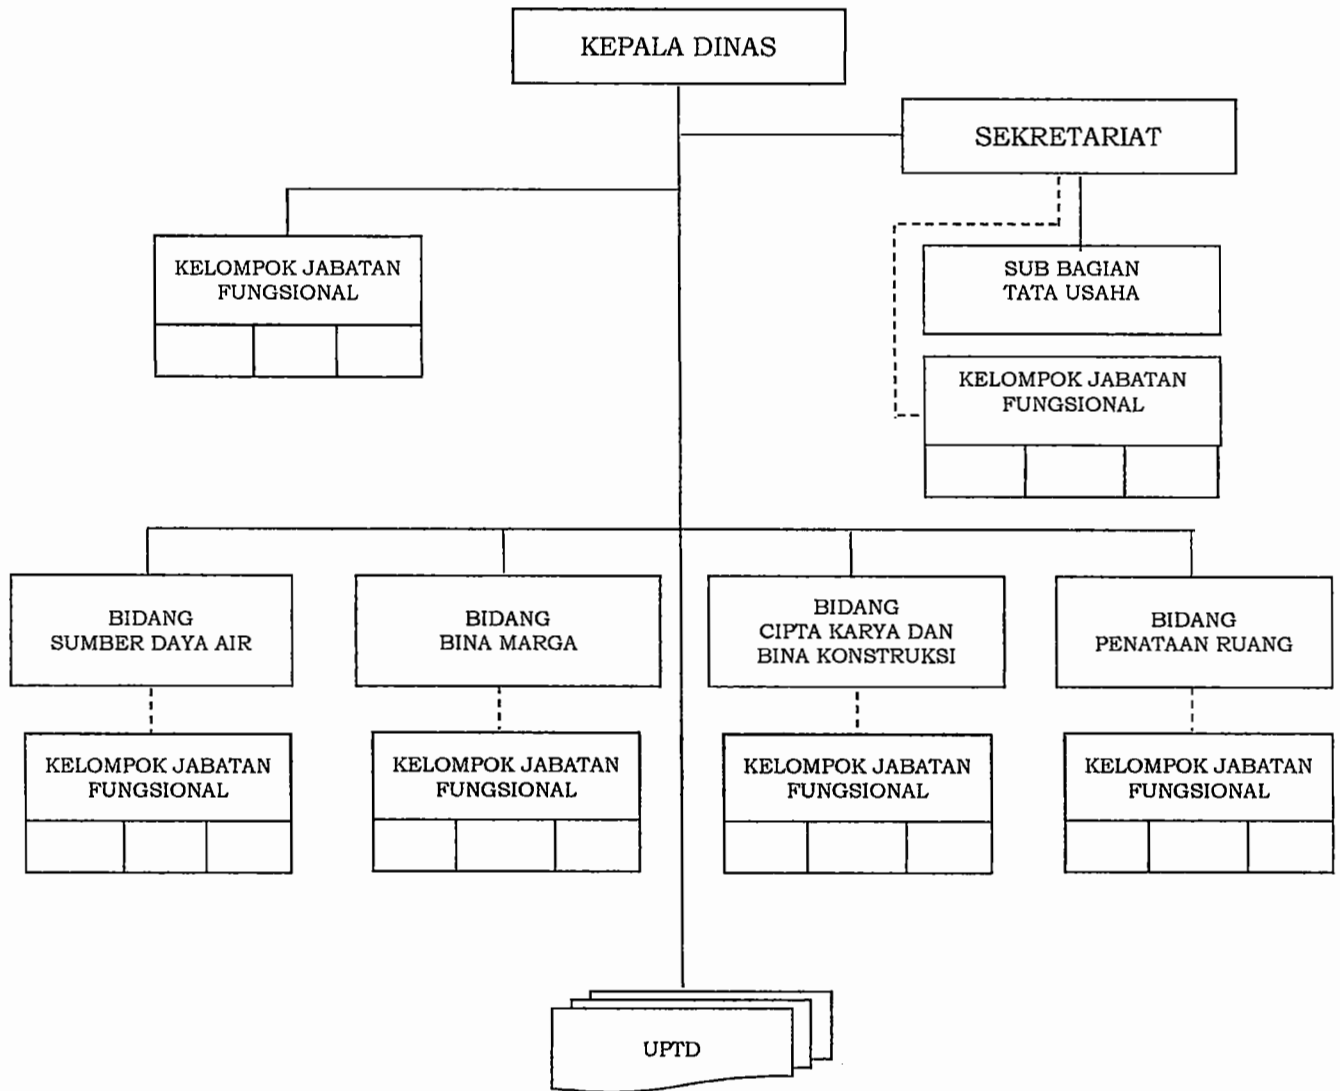 KEPALA DINAS
SEKRETARIAT
KELOMPOK JABATAN
FUNGSIONAL
SUB BAGIAN
TATA USAHA
KELOMPOK JABATAN
FUNGSIONAL
BIDANG
SUMBER DAYA AIR
BIDANG
BINA MARGA
BIDANG
CIPTA KARYA DAN
BINA KONSTRUKSI
BIDANG
PENATAAN RUANG
KELOMPOK JABATAN
FUNGSIONAL
KELOMPOK JABATAN
FUNGSIONAL
KELOMPOK JABATAN
FUNGSIONAL
KELOMPOK JABATAN
FUNGSIONAL
UPTD